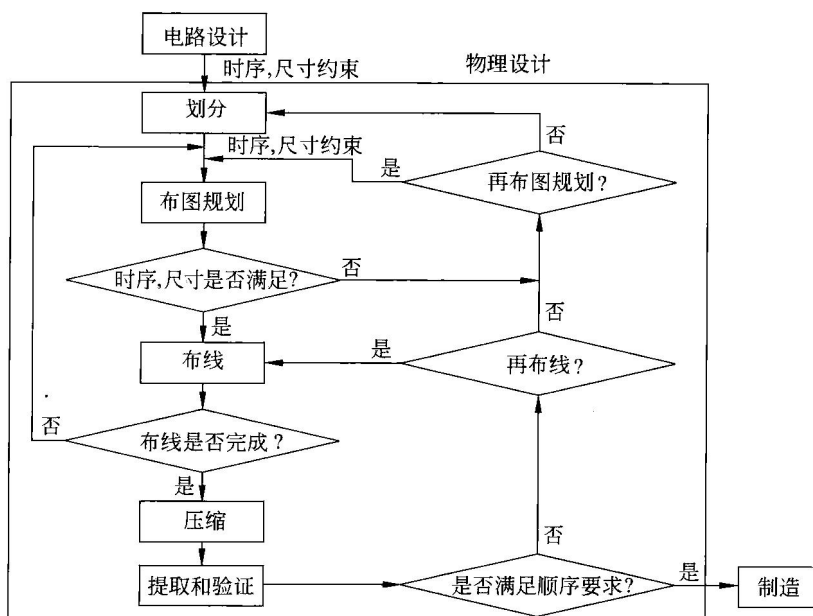 电路设计
时序,尺寸约束
物理设计
划分
否
时序,尺寸约束
是
再布图规划?
布图规划
时序,尺寸是否满足?
否
否
是
布线
是
再布线?
否
布线是否完成?
是
压缩
否
提取和验证
是否满足顺序要求?
是
制造